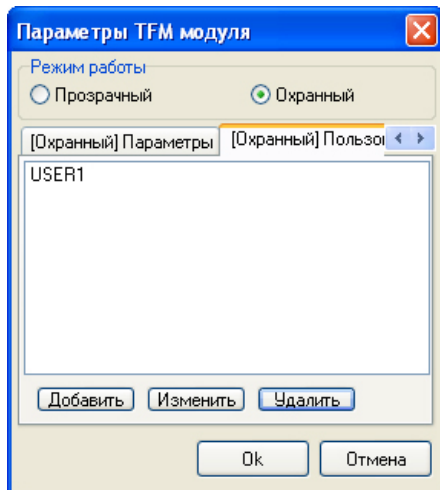 Параметры TFM модуля
Режим работы
Прозрачный Охранный
[Охранный] Параметры [Охранный] Пользо
USER1
Добавить Изменить Удалить
Ok Отмена